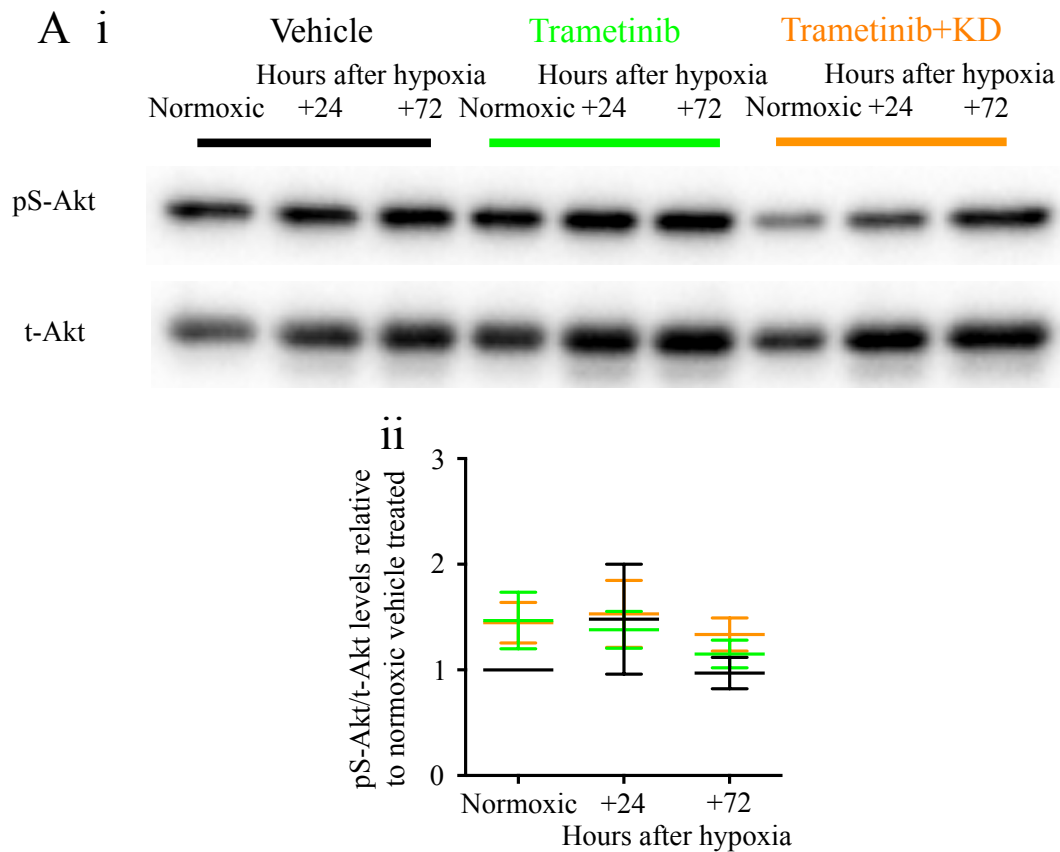 A i
Vehicle Trametinib Trametinib+KD
Hours after hypoxia Hours after hypoxia Hours after hypoxia
Normoxic +24 +72 Normoxic +24 +72 Normoxic +24 +72
pS-Akt
t-Akt
ii
pS-Akt/t-Akt levels relative
to normoxic vehicle treated
3
2
1
0
Normoxic +24 +72
Hours after hypoxia